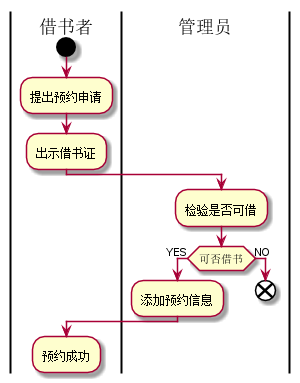 借书者
管理员
提出预约申请
出示借书证
检验是否可借
YES
可否借书
NO
添加预约信息
预约成功